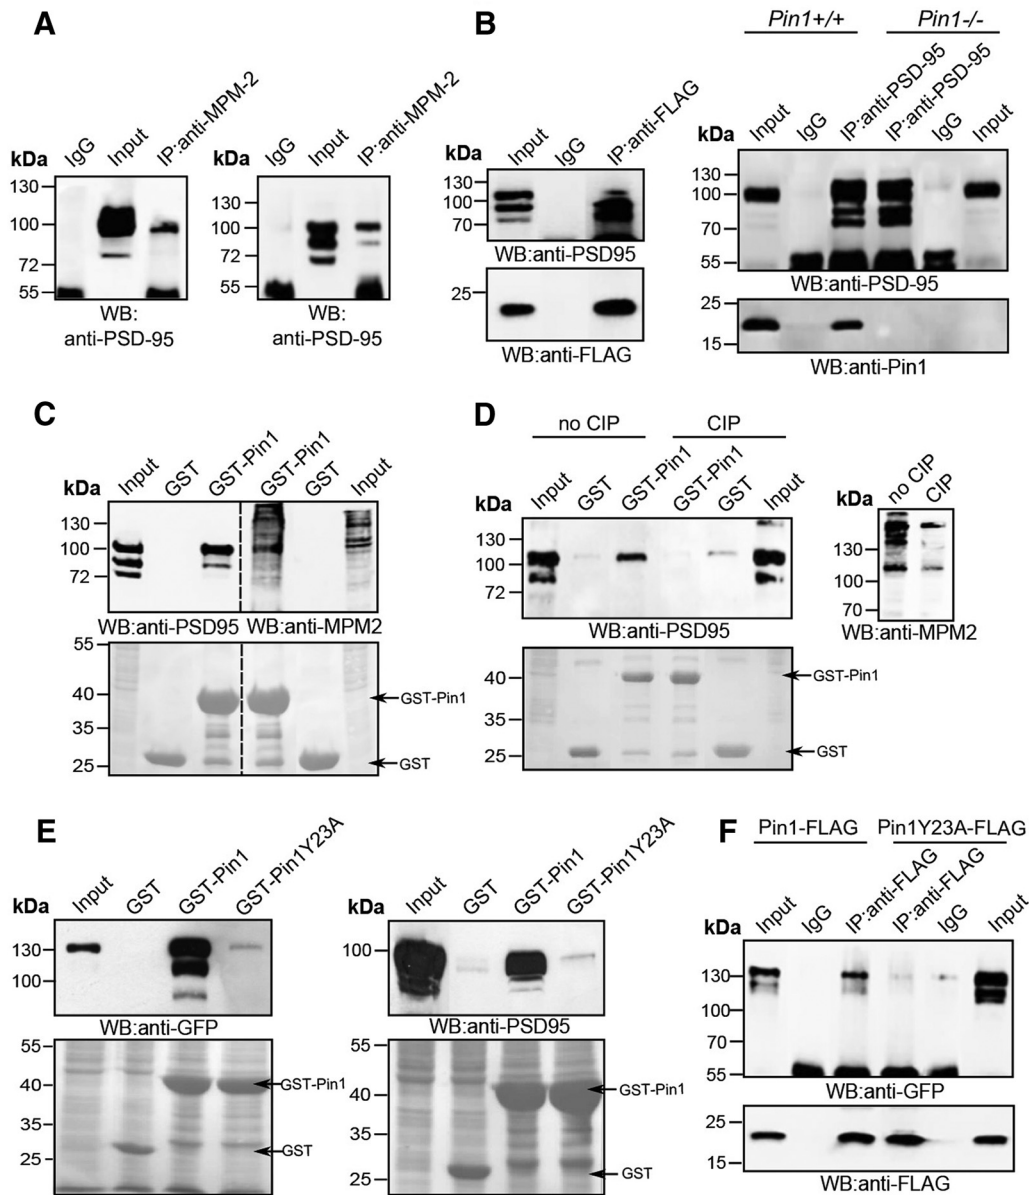 A
IgG
Input
IP:anti-MPM-2
kDa
130
100
72
55
WB:
anti-PSD-95
IgG
Input
IP:anti-MPM-2
kDa
130
100
72
55
WB:
anti-PSD-95
B
Input
IgG
IP:anti-FLAG
kDa
130
100
70
WB:anti-PSD95
25
WB:anti-FLAG
Pin1+/+
Pin1-/-
Input
IgG
IP:anti-PSD-95
IP:anti-PSD-95
IgG
Input
kDa
130
100
70
55
WB:anti-PSD-95
25
15
WB:anti-Pin1
C
Input
GST
GST-Pin1
GST-Pin1
GST
Input
kDa
130
100
72
WB:anti-PSD95
WB:anti-MPM2
55
40
35
25
GST-Pin1
GST
D
no CIP
CIP
Input
GST
GST-Pin1
GST-Pin1
GST
Input
kDa
130
100
72
WB:anti-PSD95
40
35
25
GST-Pin1
GST
no CIP
CIP
kDa
130
100
70
WB:anti-MPM2
E
Input
GST
GST-Pin1
GST-Pin1Y23A
kDa
130
100
WB:anti-GFP
55
40
35
25
GST-Pin1
GST
Input
GST
GST-Pin1
GST-Pin1Y23A
kDa
100
WB:anti-PSD95
55
40
35
25
GST-Pin1
GST
F
Pin1-FLAG
Pin1Y23A-FLAG
Input
IgG
IP:anti-FLAG
IP:anti-FLAG
IgG
Input
kDa
130
100
70
55
WB:anti-GFP
25
15
WB:anti-FLAG